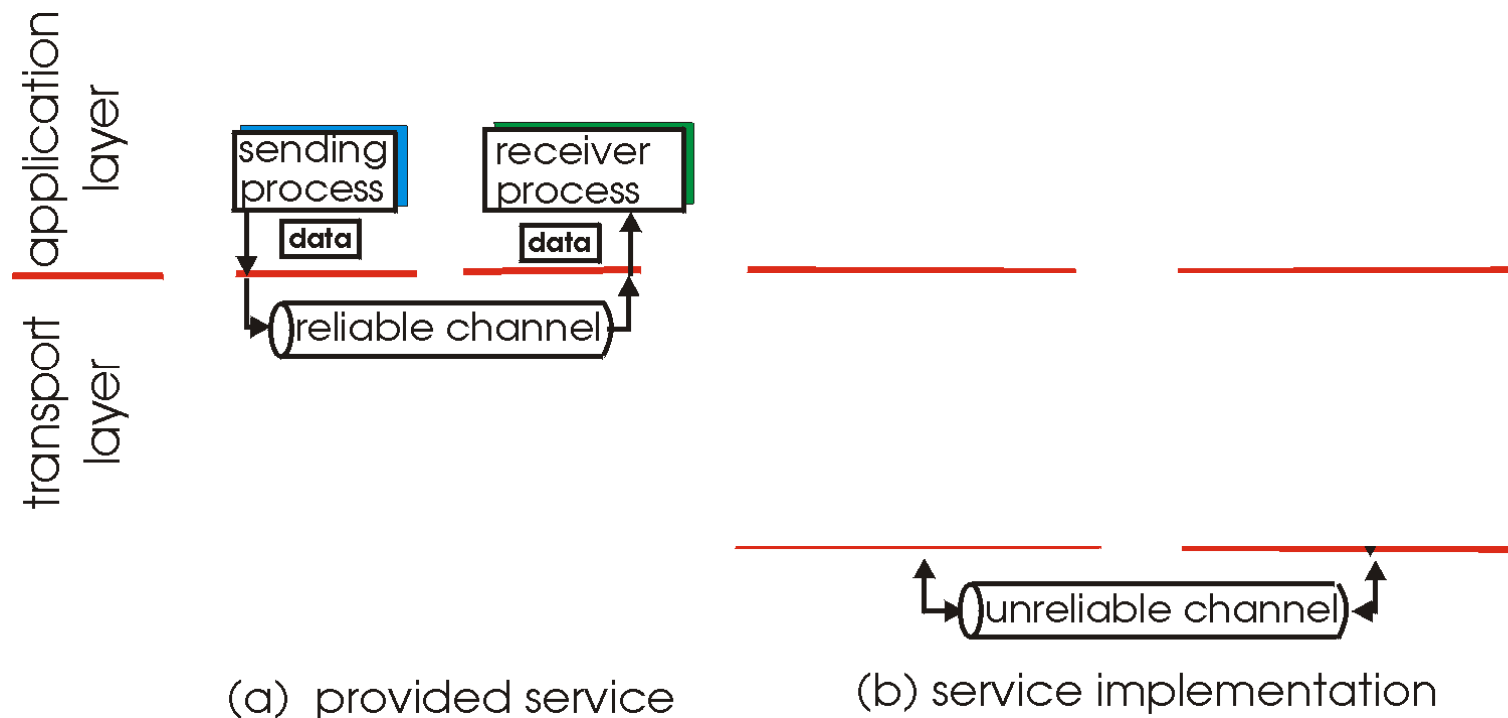 application
layer
transport
layer
sending
process
receiver
process
data
data
reliable channel
unreliable channel
(a) provided service
(b) service implementation